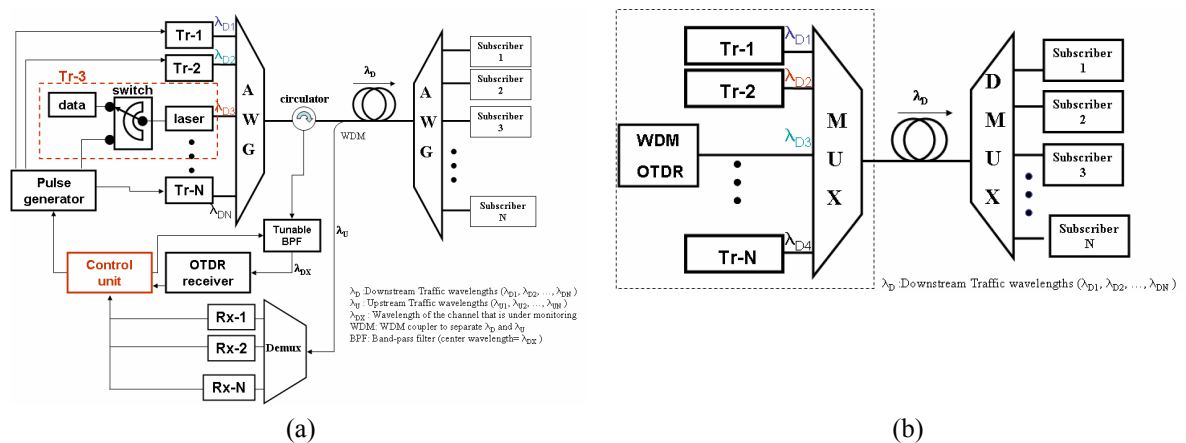 λD1
Tr-1
λD2
Tr-2
Tr-3
switch
data
λD3
laser
Tr-N
λDN
Pulse
generator
A
W
G
circulator
λD
WDM
A
W
G
Subscriber
1
Subscriber
2
Subscriber
3
Subscriber
N
Tunable
BPF
λU
λDX
Control
unit
OTDR
receiver
Rx-1
Rx-2
Rx-N
Demux
λD :Downstream Traffic wavelengths (λD1, λD2, ..., λDN )
λU : Upstream Traffic wavelengths (λU1, λU2, ..., λUN)
λDX : Wavelength of the channel that is under monitoring
WDM: WDM coupler to separate λD and λU
BPF: Band-pass filter (center wavelength= λDX )
(a)
λD1
Tr-1
λD2
Tr-2
WDM
OTDR
λD3
Tr-N
λD4
M
U
X
λD
D
M
U
X
Subscriber
1
Subscriber
2
Subscriber
3
Subscriber
N
λD :Downstream Traffic wavelengths (λD1, λD2, ..., λDN )
(b)